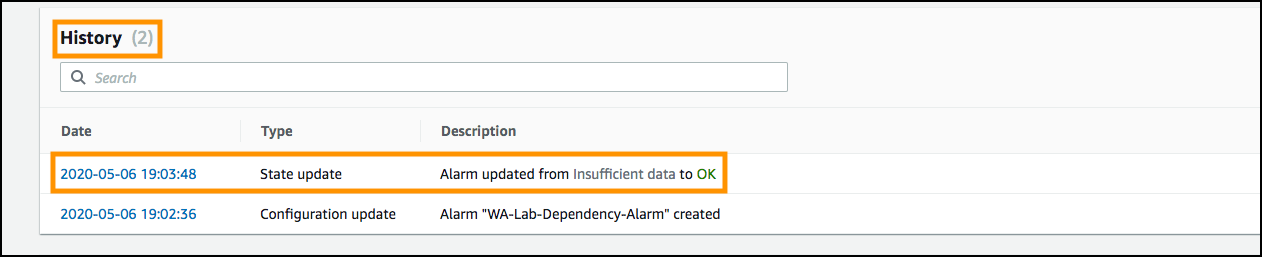 History (2)
Search
Date Type Description
2020-05-06 19:03:48 State update Alarm updated from Insufficient data to OK
2020-05-06 19:02:36 Configuration update Alarm "WA-Lab-Dependency-Alarm" created